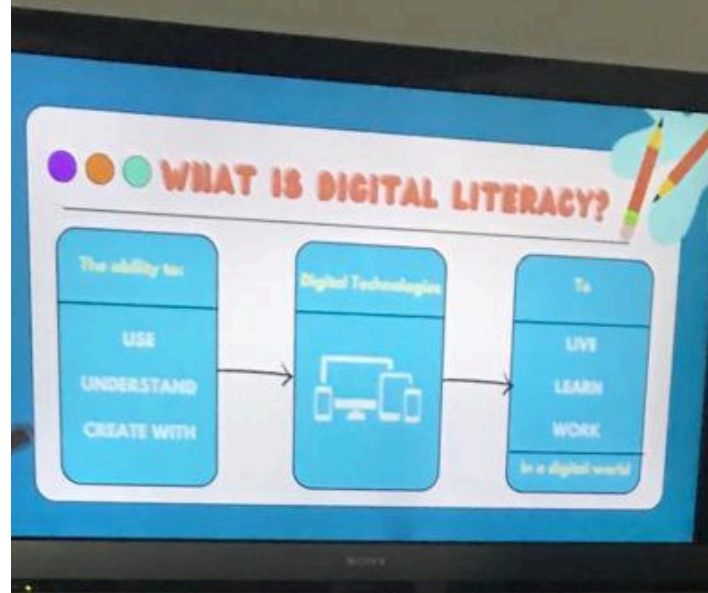 WHAT IS DIGITAL LITERACY?
The ability to:
USE
UNDERSTAND
CREATE WITH
Digital Technologies
To
LIVE
LEARN
WORK
in a digital world
SONY